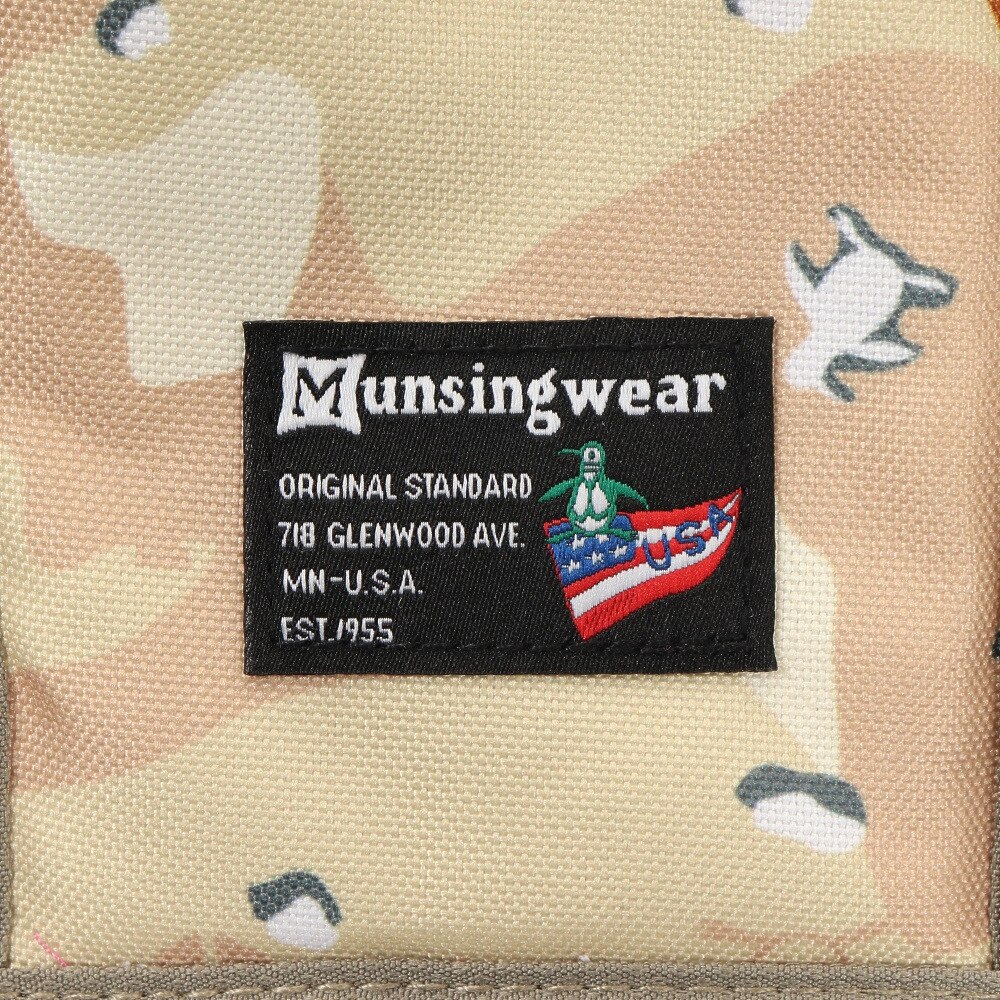 Munsingwear
ORIGINAL STANDARD
718 GLENWOOD AVE.
MN-U.S.A.
EST.1955
USA